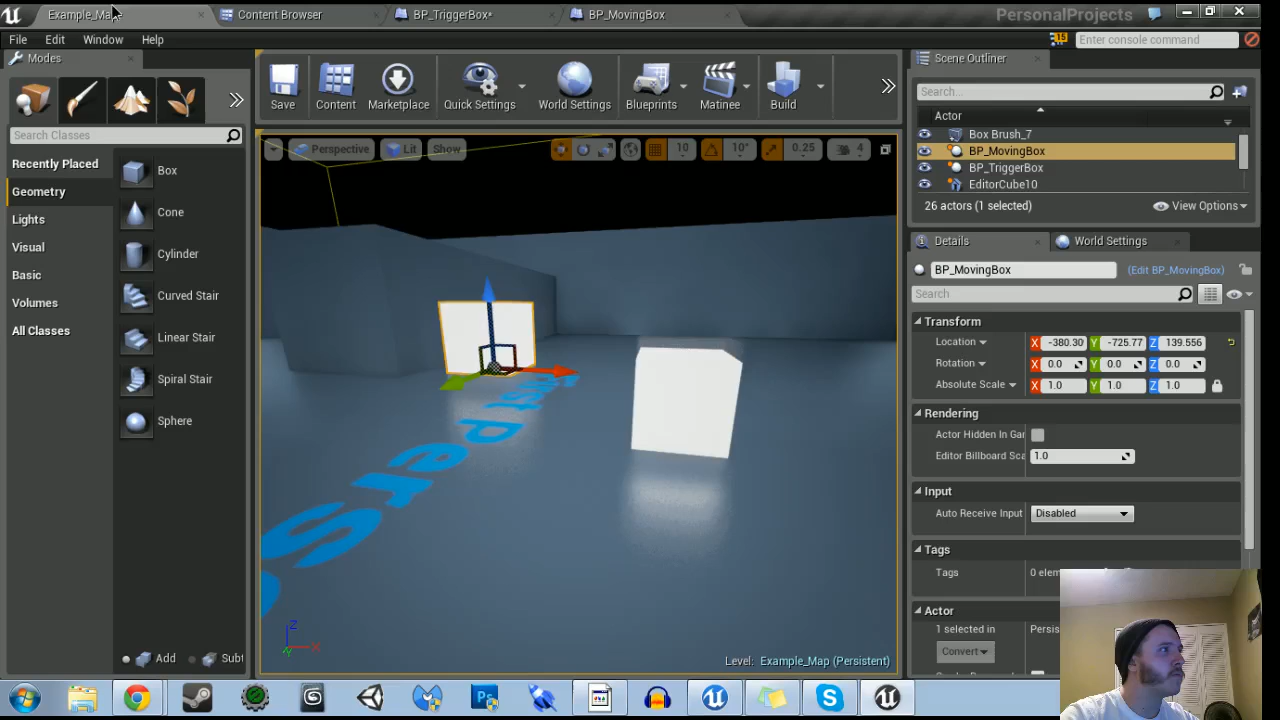 Example_Map
Content Browser
BP_TriggerBox*
BP_MovingBox
PersonalProjects
File
Edit
Window
Help
15
Enter console command
Modes
Save
Content
Marketplace
Quick Settings
World Settings
Blueprints
Matinee
Build
Search Classes
Recently Placed
Geometry
Lights
Visual
Basic
Volumes
All Classes
Box
Cone
Cylinder
Curved Stair
Linear Stair
Spiral Stair
Sphere
Add
Subt
Perspective
Lit
Show
10
10°
0.25
4
Z
X
Y
Level: Example_Map (Persistent)
Scene Outliner
Search...
Actor
Box Brush_7
BP_MovingBox
BP_TriggerBox
EditorCube10
26 actors (1 selected)
View Options
Details
World Settings
BP_MovingBox
(Edit BP_MovingBox)
Search
Transform
Location X -380.30 Y -725.77 Z 139.556
Rotation X 0.0 Y 0.0 Z 0.0
Absolute Scale X 1.0 Y 1.0 Z 1.0
Rendering
Actor Hidden In Gar
Editor Billboard Sca 1.0
Input
Auto Receive Input Disabled
Tags
Tags 0 elem
Actor
1 selected in Persis
Convert